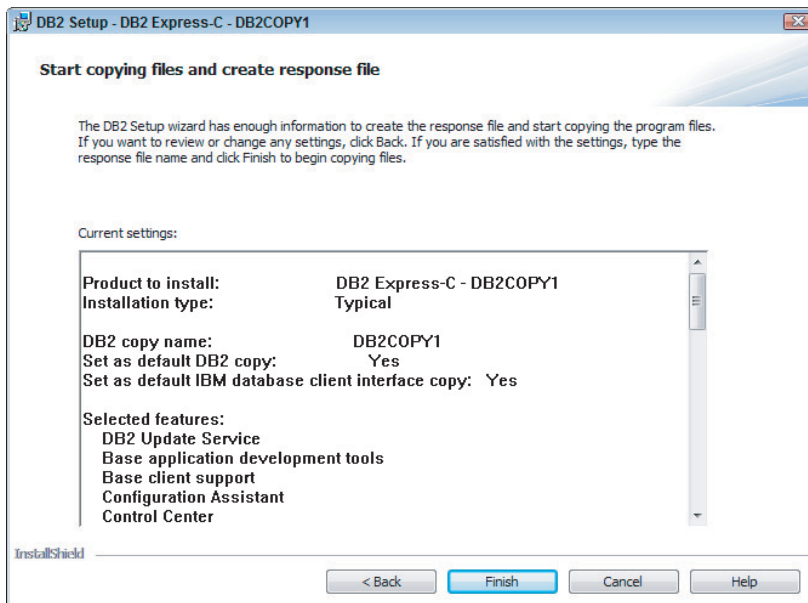 DB2 Setup - DB2 Express-C - DB2COPY1
Start copying files and create response file
The DB2 Setup wizard has enough information to create the response file and start copying the program files.
If you want to review or change any settings, click Back. If you are satisfied with the settings, type the
response file name and click Finish to begin copying files.
Current settings:
Product to install: DB2 Express-C - DB2COPY1
Installation type: Typical
DB2 copy name: DB2COPY1
Set as default DB2 copy: Yes
Set as default IBM database client interface copy: Yes
Selected features:
DB2 Update Service
Base application development tools
Base client support
Configuration Assistant
Control Center
InstallShield
< Back Finish Cancel Help